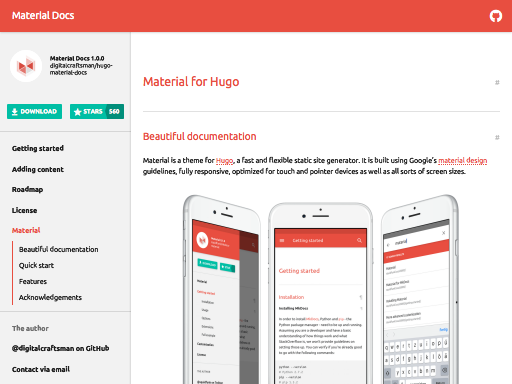 Material Docs
Material Docs 1.0.0
digitalcraftsman/hugo-
material-docs
DOWNLOAD
STARS 560
Getting started
Adding content
Roadmap
License
Material
Beautiful documentation
Quick start
Features
Acknowledgements
The author
@digitalcraftsman on GitHub
Contact via email
Material for Hugo #
Beautiful documentation #
Material is a theme for Hugo, a fast and flexible static site generator. It is built using Google's material design
guidelines, fully responsive, optimized for touch and pointer devices as well as all sorts of screen sizes.
Getting started
Getting started
Installation
Installing MkDocs